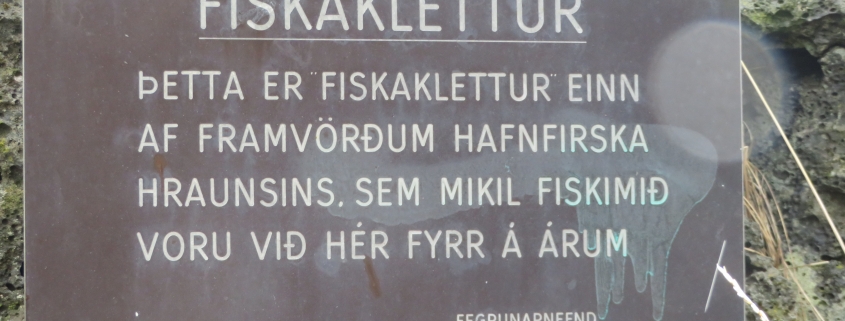 FISKAKLETTUR
ÞETTA ER "FISKAKLETTUR" EINN
AF FRAMVÖRÐUM HAFNFIRSKA
HRAUNSINS, SEM MIKIL FISKIMIÐ
VORU VIÐ HÉR FYRR Á ÁRUM
FEGRUNARNEFND